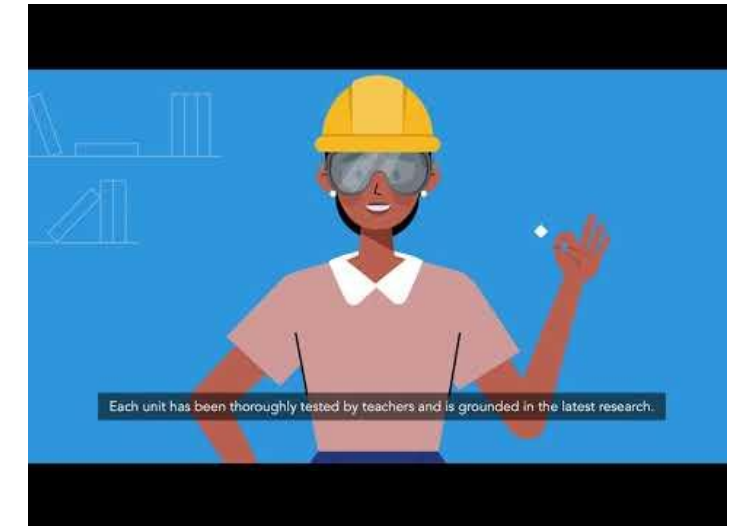 Each unit has been thoroughly tested by teachers and is grounded in the latest research.